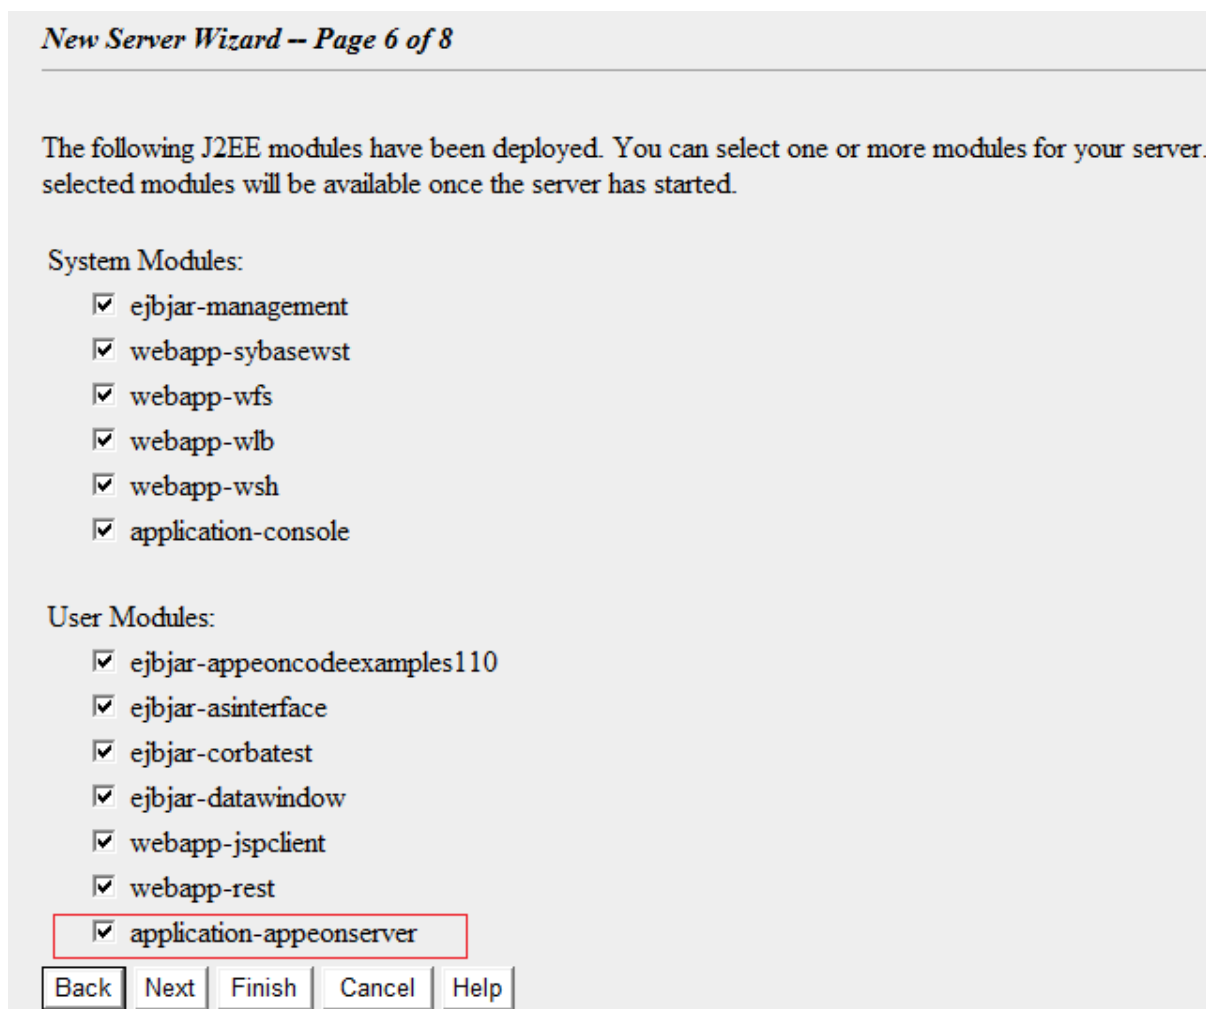 New Server Wizard -- Page 6 of 8
The following J2EE modules have been deployed. You can select one or more modules for your server.
selected modules will be available once the server has started.
System Modules:
ejbjar-management
webapp-sybasewst
webapp-wfs
webapp-wlb
webapp-wsh
application-console
User Modules:
ejbjar-appeoncodeexamples110
ejbjar-asinterface
ejbjar-corbatest
ejbjar-datawindow
webapp-jspclient
webapp-rest
application-appeonserver
Back Next Finish Cancel Help